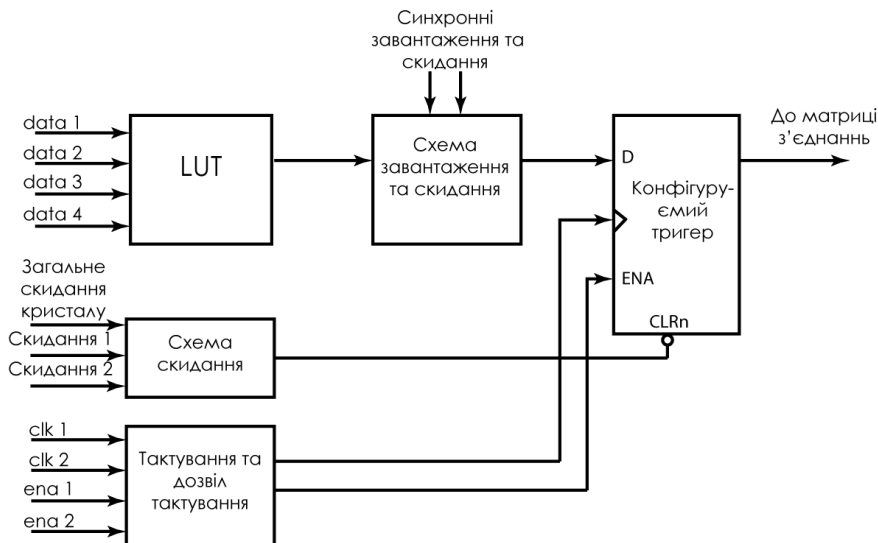 Синхронні
завантаження та
скидання
data 1
data 2
data 3
data 4
LUT
Схема
завантаження
та скидання
D
Конфігуру-
ємий
тригер
ENA
CLRn
До матриці
з’єднаннь
Загальне
скидання
кристалу
Скидання 1
Скидання 2
Схема
скидання
clk 1
clk 2
ena 1
ena 2
Тактування та
дозвіл
тактування